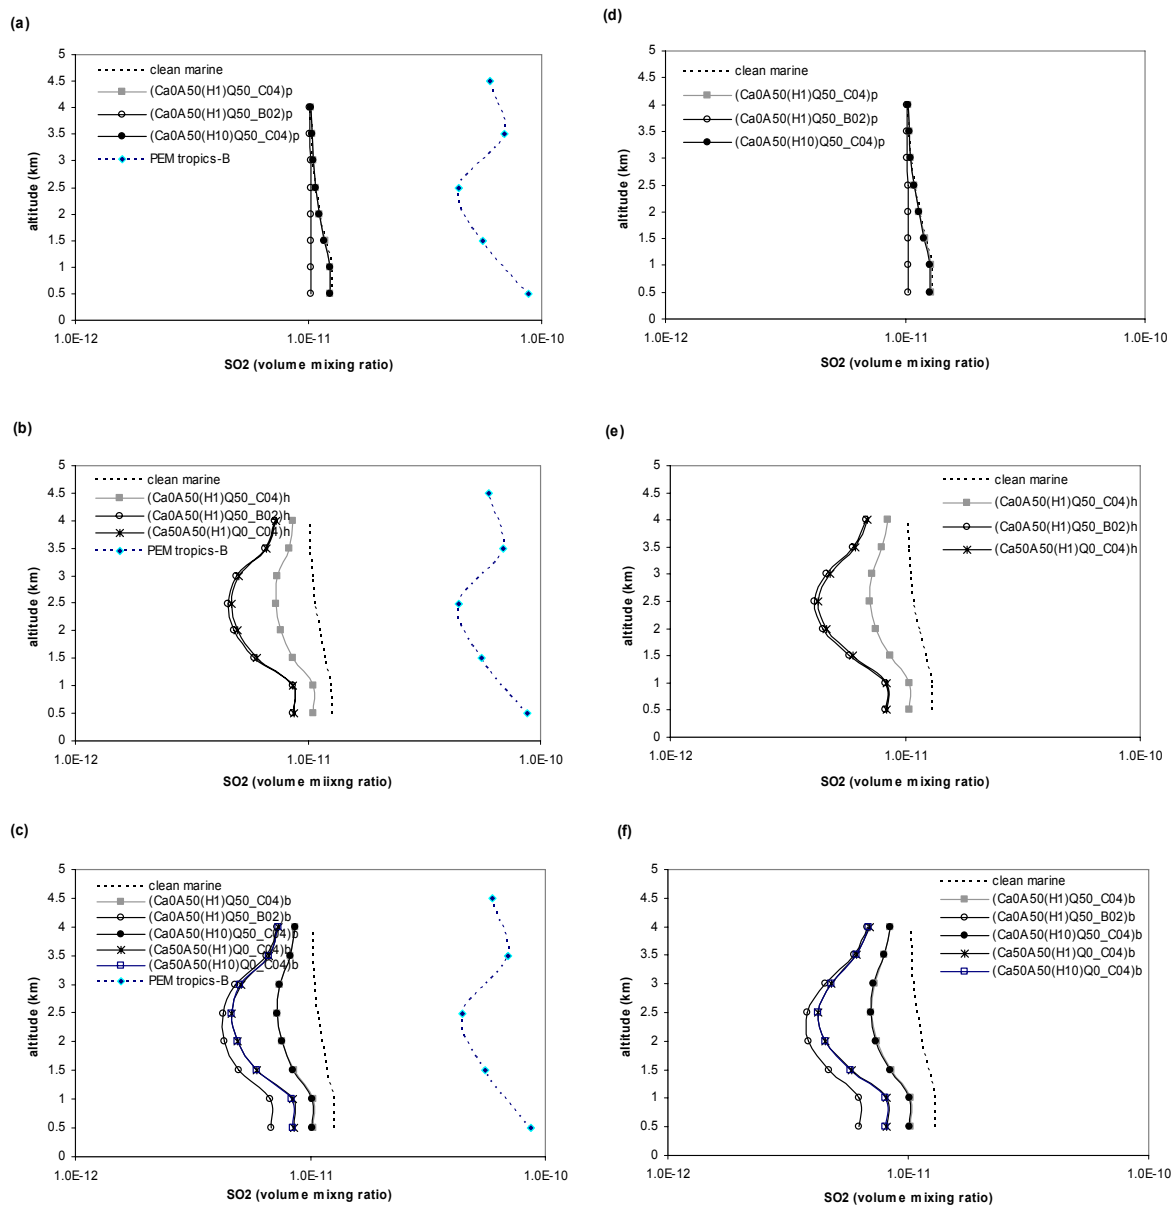 (a)
5
4.5
4
3.5
3
2.5
2
1.5
1
0.5
0
altitude (km)
clean marine
(Ca0A50(H1)Q50_C04)p
(Ca0A50(H1)Q50_B02)p
(Ca0A50(H10)Q50_C04)p
PEM tropics-B
1.0E-12
1.0E-11
1.0E-10
SO2 (volume mixing ratio)
(d)
5
4.5
4
3.5
3
2.5
2
1.5
1
0.5
0
altitude (km)
clean marine
(Ca0A50(H1)Q50_C04)p
(Ca0A50(H1)Q50_B02)p
(Ca0A50(H10)Q50_C04)p
1.0E-12
1.0E-11
1.0E-10
SO2 (volume mixing ratio)
(b)
5
4.5
4
3.5
3
2.5
2
1.5
1
0.5
0
altitude (km)
clean marine
(Ca0A50(H1)Q50_C04)h
(Ca0A50(H1)Q50_B02)h
(Ca50A50(H1)Q0_C04)h
PEM tropics-B
1.0E-12
1.0E-11
1.0E-10
SO2 (volume miixng ratio)
(e)
5
4.5
4
3.5
3
2.5
2
1.5
1
0.5
0
altitude (km)
clean marine
(Ca0A50(H1)Q50_C04)h
(Ca0A50(H1)Q50_B02)h
(Ca50A50(H1)Q0_C04)h
1.0E-12
1.0E-11
1.0E-10
SO2 (volume mixing ratio)
(c)
5
4.5
4
3.5
3
2.5
2
1.5
1
0.5
0
altitude (km)
clean marine
(Ca0A50(H1)Q50_C04)b
(Ca0A50(H1)Q50_B02)b
(Ca0A50(H10)Q50_C04)b
(Ca50A50(H1)Q0_C04)b
(Ca50A50(H10)Q0_C04)b
PEM tropics-B
1.0E-12
1.0E-11
1.0E-10
SO2 (volume mixng ratio)
(f)
5
4.5
4
3.5
3
2.5
2
1.5
1
0.5
0
altitude (km)
clean marine
(Ca0A50(H1)Q50_C04)b
(Ca0A50(H1)Q50_B02)b
(Ca0A50(H10)Q50_C04)b
(Ca50A50(H1)Q0_C04)b
(Ca50A50(H10)Q0_C04)b
1.0E-12
1.0E-11
1.0E-10
SO2 (volume mixing ratio)